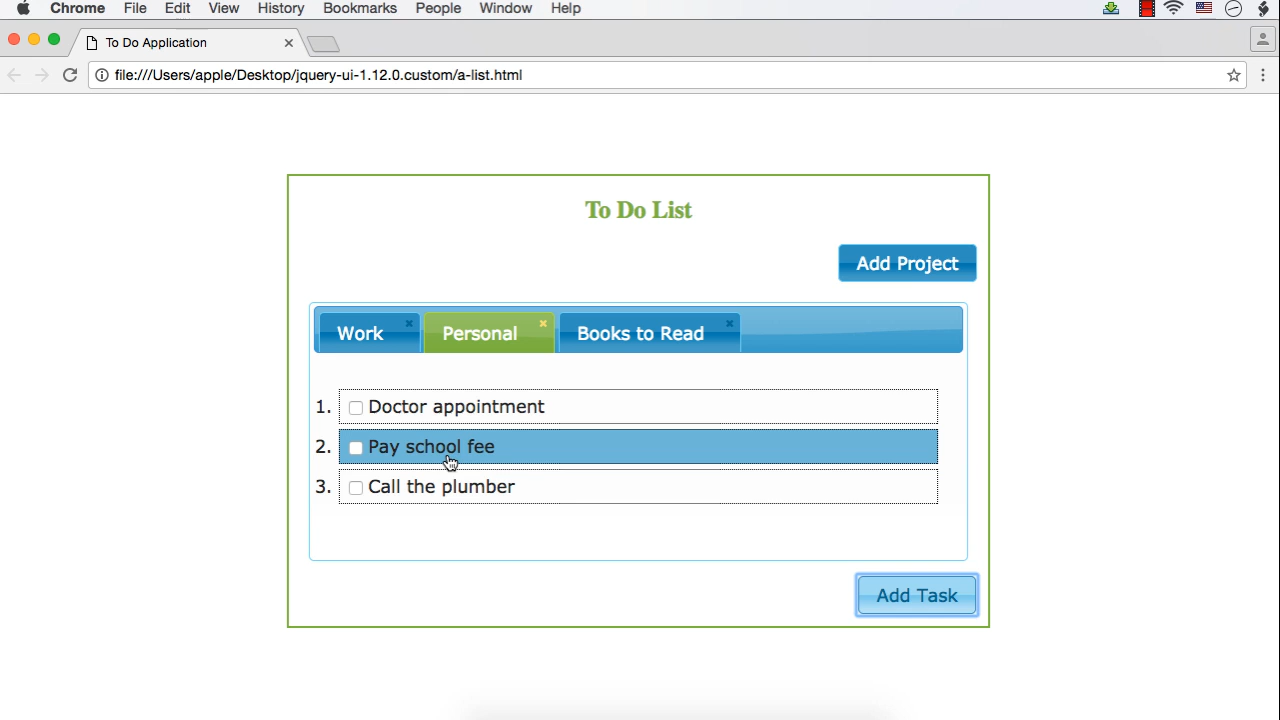 Chrome File Edit View History Bookmarks People Window Help
To Do Application
file:///Users/apple/Desktop/jquery-ui-1.12.0.custom/a-list.html
To Do List
Add Project
Work Personal Books to Read
1. Doctor appointment
2. Pay school fee
3. Call the plumber
Add Task